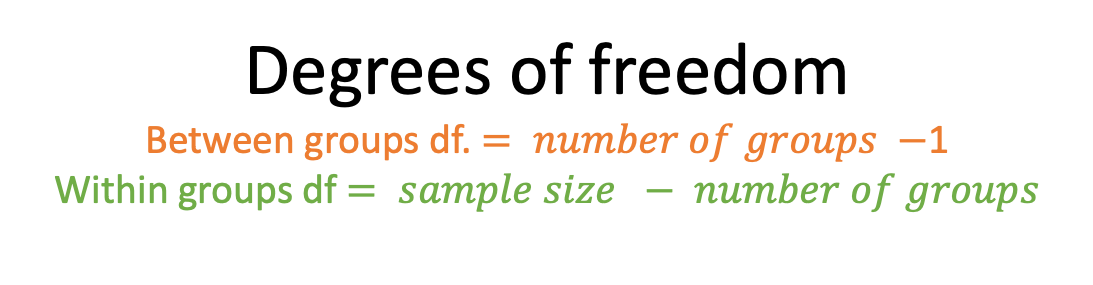 Degrees of freedom
Between groups df. = number of groups −1
Within groups df = sample size − number of groups